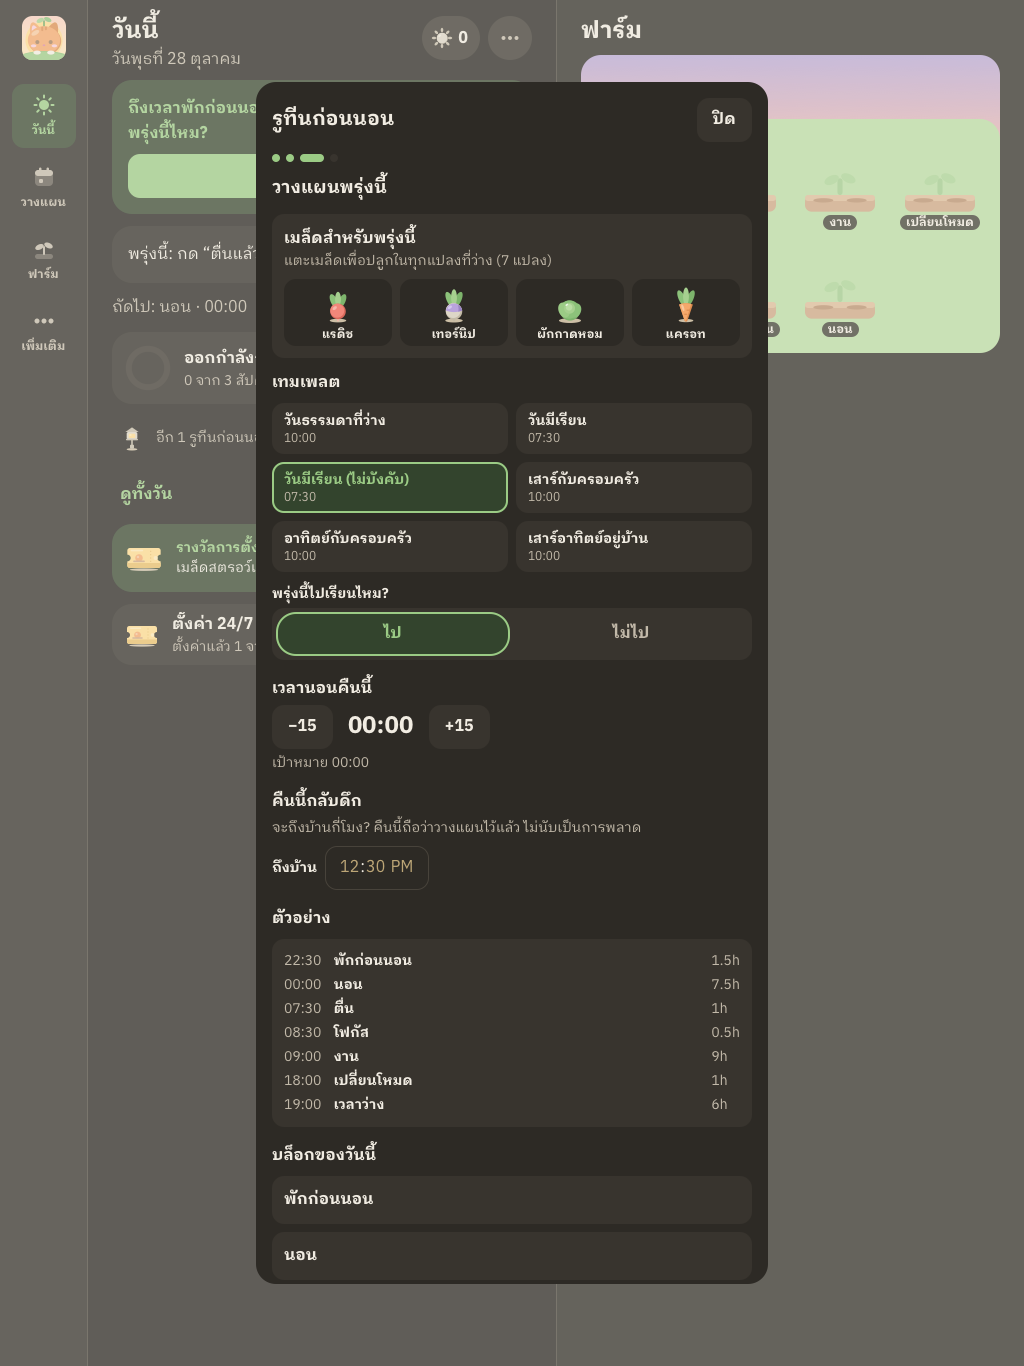 วันนี้
วางแผน
ฟาร์ม
เพิ่มเติม
วันนี้
วันพุธที่ 28 ตุลาคม
0
ถึงเวลาพักก่อนนอ
พรุ่งนี้ไหม?
พรุ่งนี้: กด “ตื่นแล้ว
ถัดไป: นอน · 00:00
ออกกำลัง
0 จาก 3 สัป
อีก 1 รูทีนก่อนน
ดูทั้งวัน
รางวัลการตั้ง
เมล็ดสตรอว์
ตั้งค่า 24/7
ตั้งค่าแล้ว 1 จ
ฟาร์ม
งาน
เปลี่ยนโหมด
น
นอน
รูทีนก่อนนอน
ปิด
วางแผนพรุ่งนี้
เมล็ดสำหรับพรุ่งนี้
แตะเมล็ดเพื่อปลูกในทุกแปลงที่ว่าง (7 แปลง)
แรดิช
เทอร์นิป
ผักกาดหอม
แครอท
เทมเพลต
วันธรรมดาที่ว่าง
10:00
วันมีเรียน
07:30
วันมีเรียน (ไม่บังคับ)
07:30
เสาร์กับครอบครัว
10:00
อาทิตย์กับครอบครัว
10:00
เสาร์อาทิตย์อยู่บ้าน
10:00
พรุ่งนี้ไปเรียนไหม?
ไป
ไม่ไป
เวลานอนคืนนี้
−15
00:00
+15
เป้าหมาย 00:00
คืนนี้กลับดึก
จะถึงบ้านกี่โมง? คืนนี้ถือว่าวางแผนไว้แล้ว ไม่นับเป็นการพลาด
ถึงบ้าน
12:30 PM
ตัวอย่าง
22:30 พักก่อนนอน 1.5h
00:00 นอน 7.5h
07:30 ตื่น 1h
08:30 โฟกัส 0.5h
09:00 งาน 9h
18:00 เปลี่ยนโหมด 1h
19:00 เวลาว่าง 6h
บล็อกของวันนี้
พักก่อนนอน
นอน